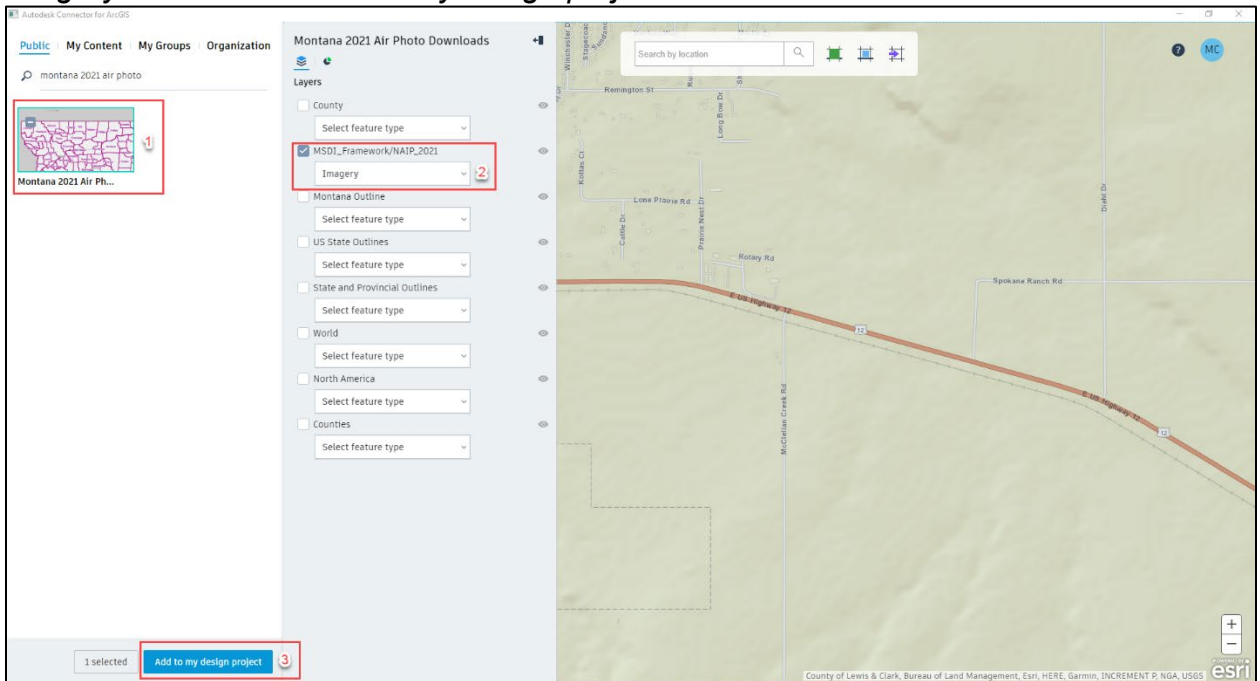 Autodesk Connector for ArcGIS
Public
My Content
My Groups
Organization
montana 2021 air photo
1
Montana 2021 Air Ph...
1 selected
Add to my design project
3
Montana 2021 Air Photo Downloads
Layers
County
Select feature type
MSDI_Framework/NAIP_2021
Imagery
2
Montana Outline
Select feature type
US State Outlines
Select feature type
State and Provincial Outlines
Select feature type
World
Select feature type
North America
Select feature type
Counties
Select feature type
Search by location
?
MC
Remington St
Long Bow Dr
Kottas Ct
Lone Prairie Rd
Cattle Dr
Prairie Nest Dr
Rotary Rd
Diehl Dr
Spokane Ranch Rd
E US Highway 12
12
McClellan Creek Rd
E US Highway 12
12
+
−
County of Lewis & Clark, Bureau of Land Management, Esri, HERE, Garmin, INCREMENT P, NGA, USGS
POWERED BY
esri